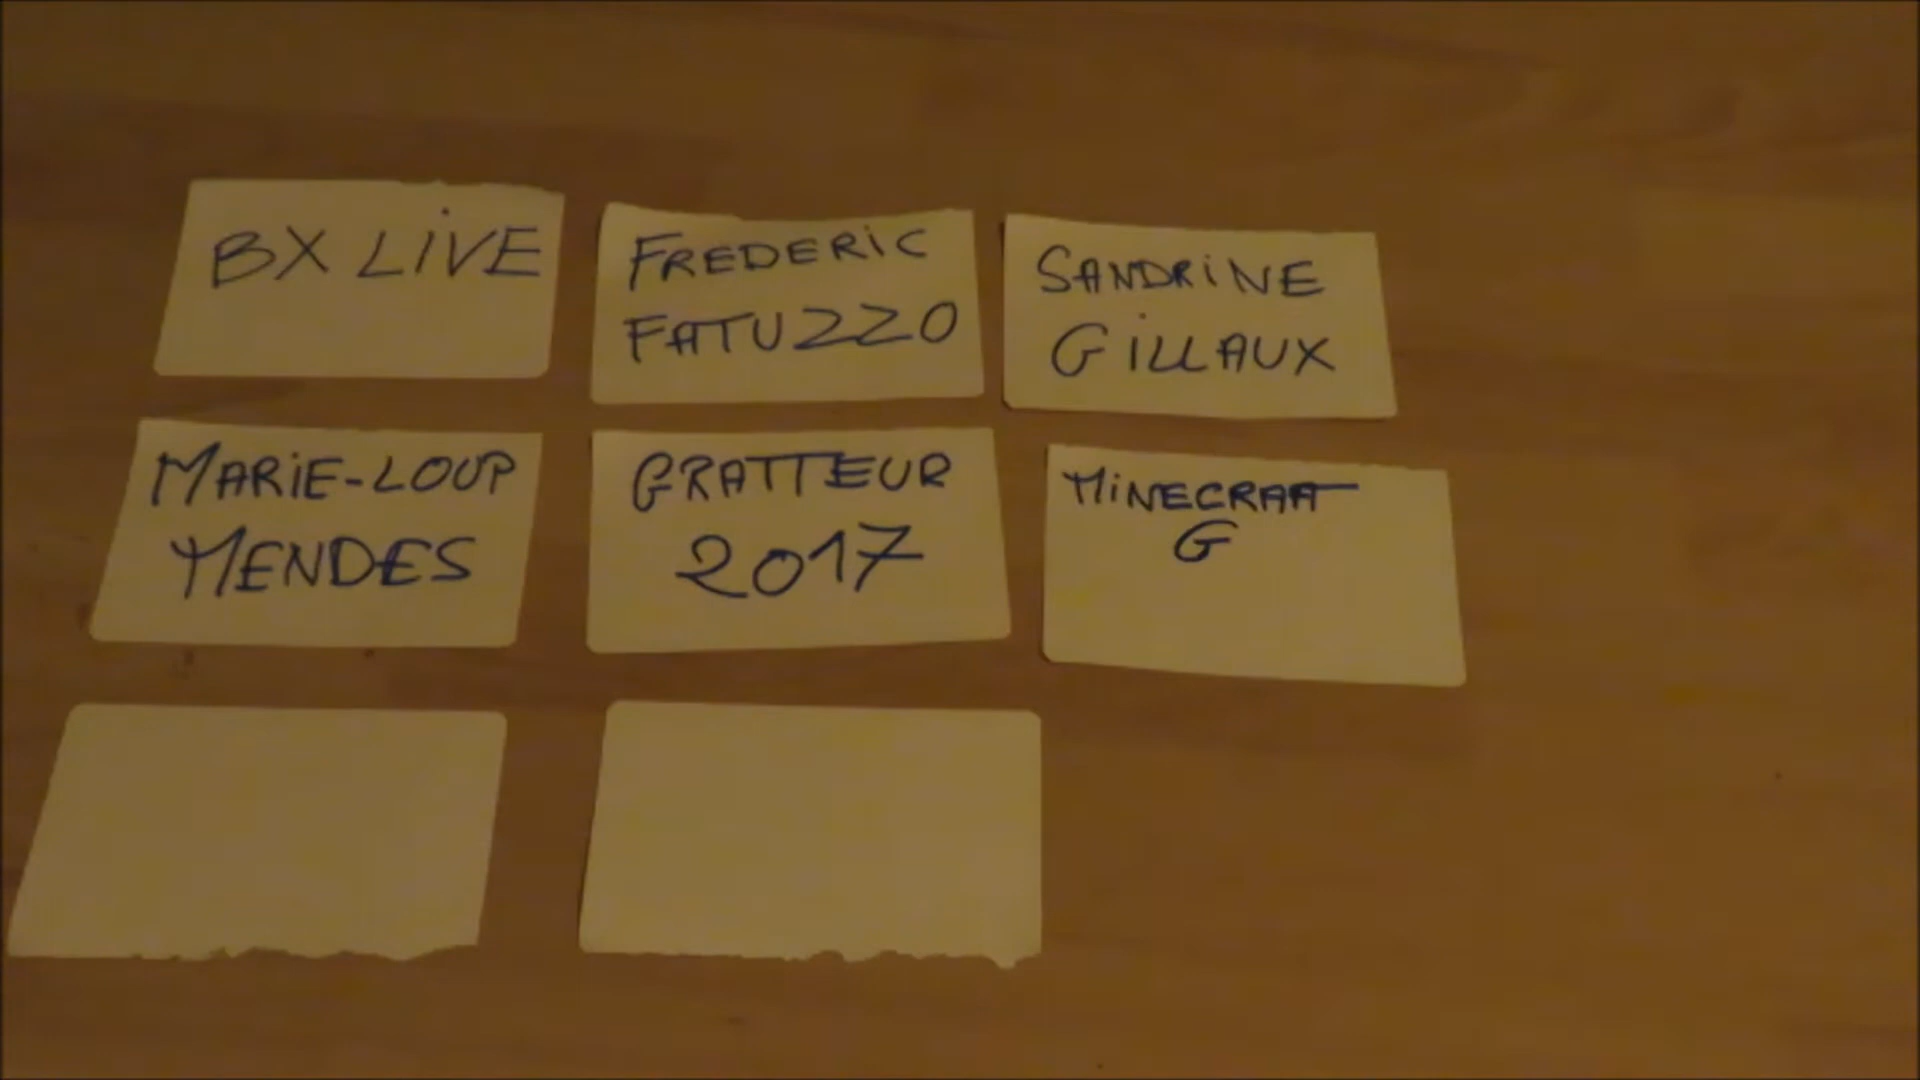 BX LiVE
FREDERiC
FATUZZO
SANDRiNE
GiLLAUX
MARiE-LOUP
MENDES
GRATTEUR
2017
MiNECRAFT
G